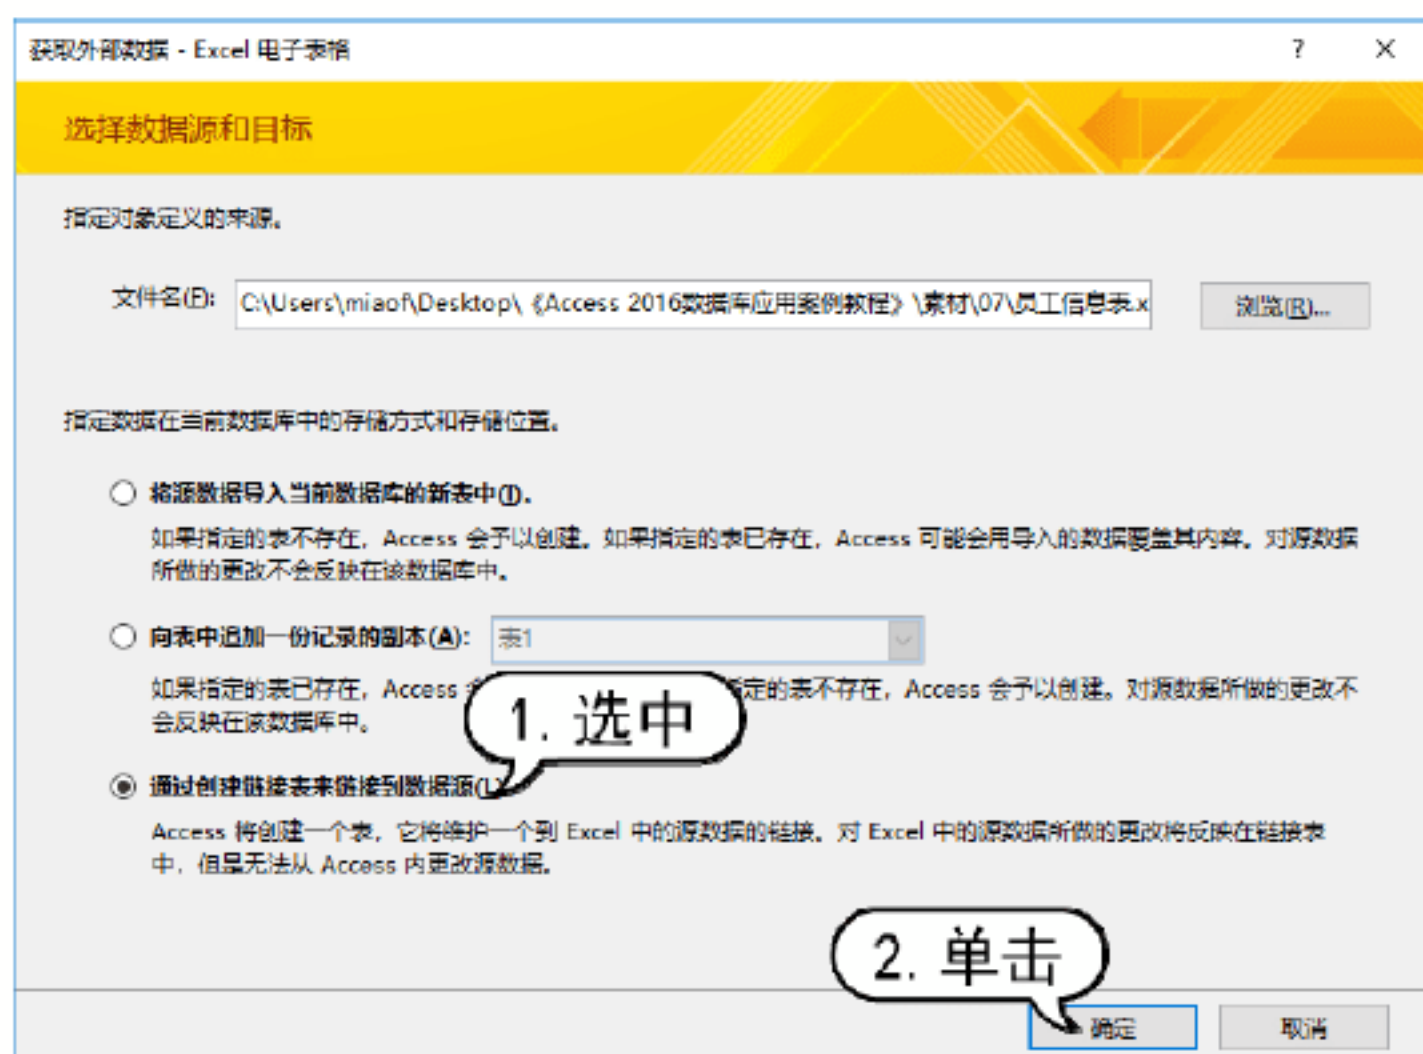 获取外部数据 - Excel 电子表格
? ×
选择数据源和目标
指定对象定义的来源。
文件名(F): C:\Users\miaof\Desktop\《Access 2016数据库应用案例教程》\素材\07\员工信息表.x 浏览(R)...
指定数据在当前数据库中的存储方式和存储位置。
将源数据导入当前数据库的新表中(I)。
如果指定的表不存在，Access 会予以创建。如果指定的表已存在，Access 可能会用导入的数据覆盖其内容。对源数据
所做的更改不会反映在该数据库中。
向表中追加一份记录的副本(A): 表1
如果指定的表已存在，Access 定的表不存在，Access 会予以创建。对源数据所做的更改不
会反映在该数据库中。
1. 选中
通过创建链接表来链接到数据源(L)
Access 将创建一个表，它将维护一个到 Excel 中的源数据的链接。对 Excel 中的源数据所做的更改将反映在链接表
中，但是无法从 Access 内更改源数据。
2. 单击
确定 取消